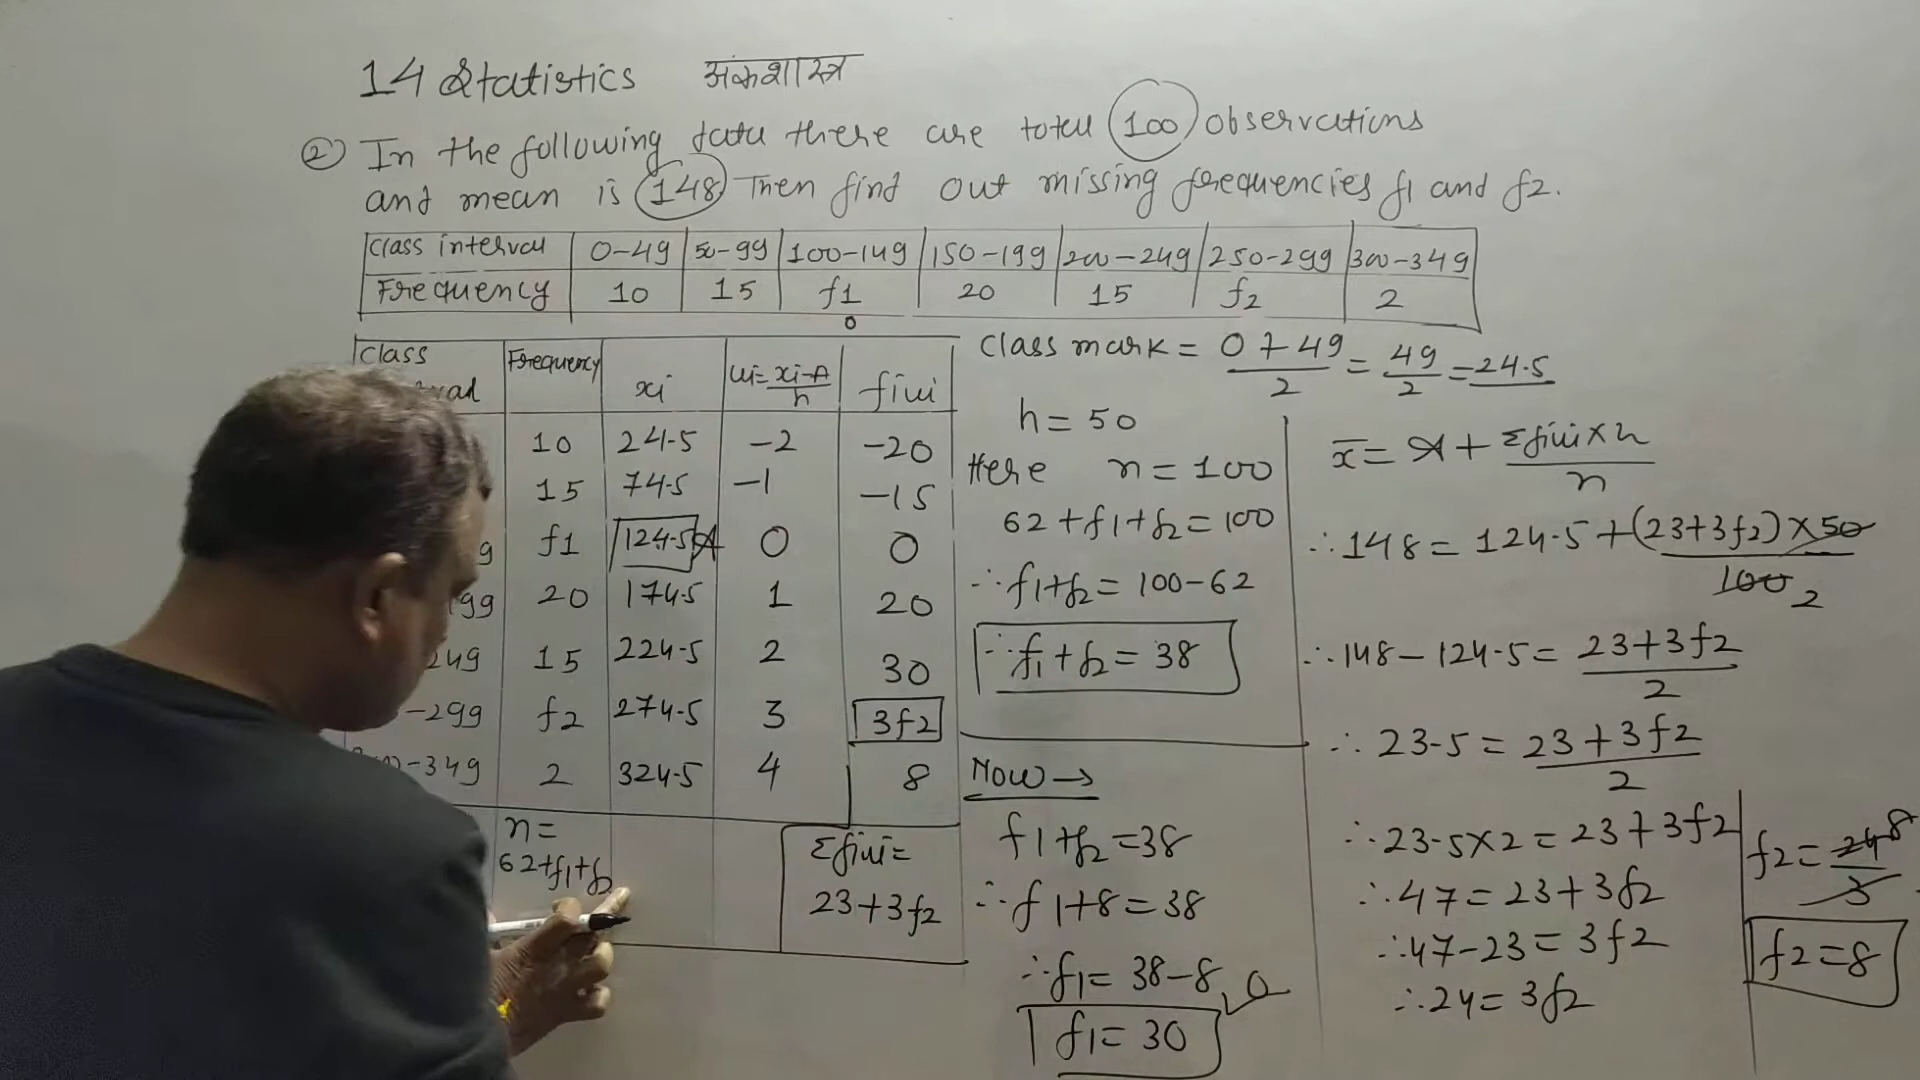 14 Statistics अंकशास्त्र
② In the following data there are total 100 observations
and mean is 148 Then find out missing frequencies f1 and f2.
Class interval 0-49 50-99 100-149 150-199 200-249 250-299 300-349
Frequency 10 15 f1 20 15 f2 2
0
Class Frequency xi ui= xi-A / h fiui
10 24.5 -2 -20
15 74.5 -1 -15
f1 124.5 A 0 0
20 174.5 1 20
249 15 224.5 2 30
-299 f2 274.5 3 3f2
-349 2 324.5 4 8
n= 62+f1+f2
Σfiui= 23+3f2
Class mark = 0+49 / 2 = 49 / 2 = 24.5
h = 50
Here n = 100
62+f1+f2 = 100
∴ f1+f2 = 100-62
∴ f1+f2 = 38
Now →
f1+f2 = 38
∴ f1+8 = 38
∴ f1 = 38-8
f1 = 30
x̄ = A + Σfiui×h / n
∴ 148 = 124.5 + (23+3f2)×50 / 100 2
∴ 148-124.5 = 23+3f2 / 2
∴ 23.5 = 23+3f2 / 2
∴ 23.5×2 = 23+3f2
∴ 47 = 23+3f2
∴ 47-23 = 3f2
∴ 24 = 3f2
f2 = 24 8 / 3
f2 = 8